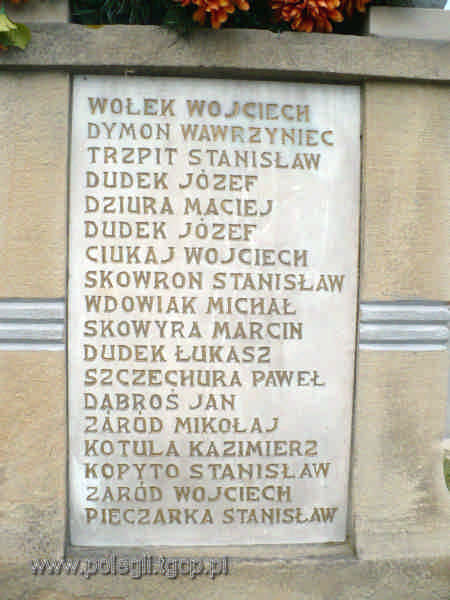 WOŁEK WOJCIECH
DYMON WAWRZYNIEC
TRZPIT STANISŁAW
DUDEK JÓZEF
DZIURA MACIEJ
DUDEK JÓZEF
CIUKAJ WOJCIECH
SKOWRON STANISŁAW
WDOWIAK MICHAŁ
SKOWYRA MARCIN
DUDEK ŁUKASZ
SZCZECHURA PAWEŁ
DĄBROŚ JAN
ZARÓD MIKOŁAJ
KOTULA KAZIMIERZ
KOPYTO STANISŁAW
ZARÓD WOJCIECH
PIECZARKA STANISŁAW
www.polegli.tgcp.pl